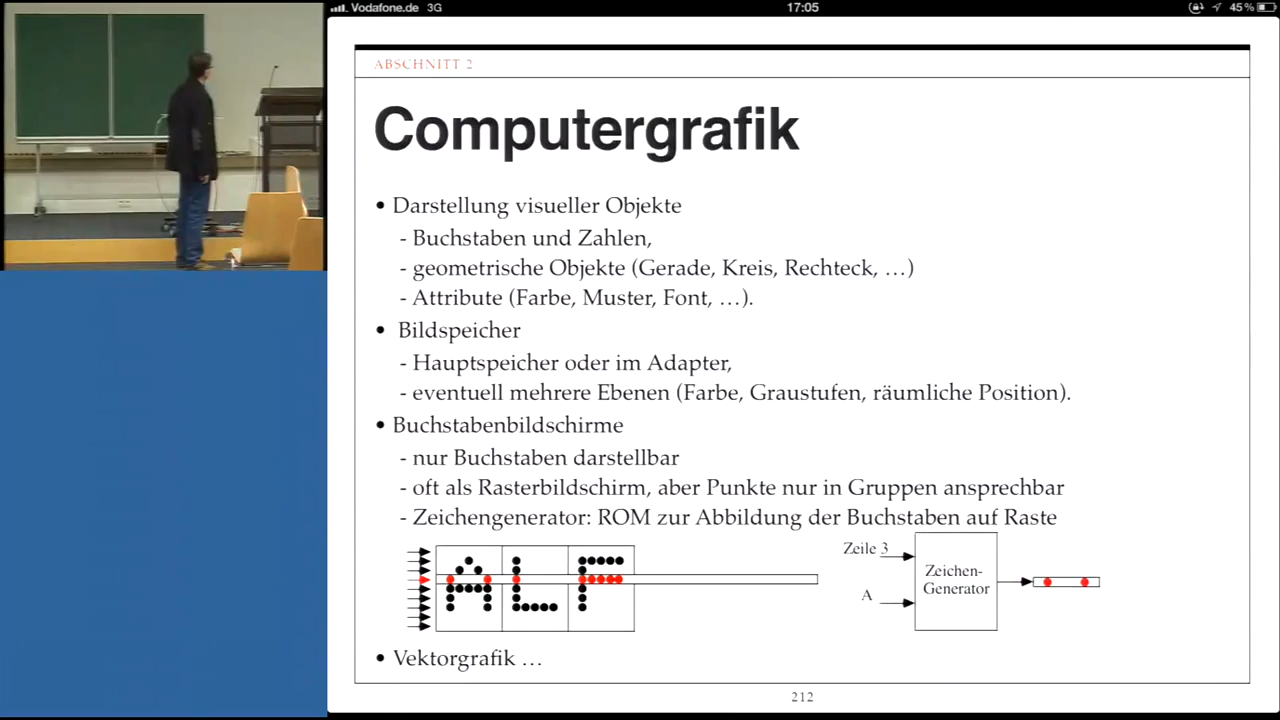 Vodafone.de 3G 17:05 45 %
ABSCHNITT 2
Computergrafik
• Darstellung visueller Objekte
- Buchstaben und Zahlen,
- geometrische Objekte (Gerade, Kreis, Rechteck, …)
- Attribute (Farbe, Muster, Font, …).
• Bildspeicher
- Hauptspeicher oder im Adapter,
- eventuell mehrere Ebenen (Farbe, Graustufen, räumliche Position).
• Buchstabenbildschirme
- nur Buchstaben darstellbar
- oft als Rasterbildschirm, aber Punkte nur in Gruppen ansprechbar
- Zeichengenerator: ROM zur Abbildung der Buchstaben auf Raste
ALF
Zeile 3
A
Zeichen-
Generator
• Vektorgrafik …
212